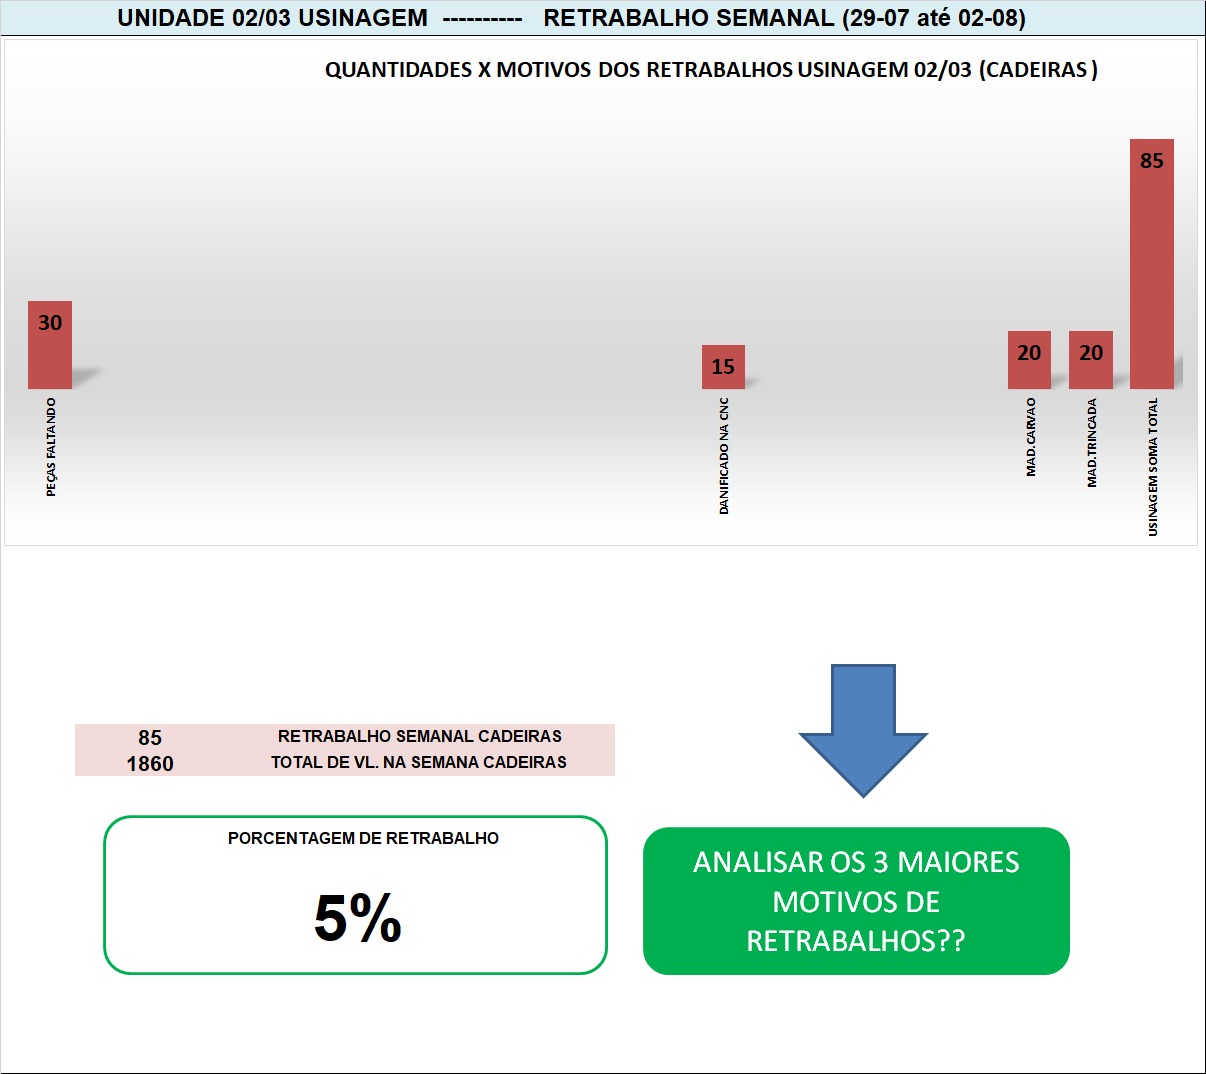 UNIDADE 02/03 USINAGEM ---------- RETRABALHO SEMANAL (29-07 até 02-08)
QUANTIDADES X MOTIVOS DOS RETRABALHOS USINAGEM 02/03 (CADEIRAS )
30
15
20
20
85
PEÇAS FALTANDO
DANIFICADO NA CNC
MAD.CARVAO
MAD.TRINCADA
USINAGEM SOMA TOTAL
85 RETRABALHO SEMANAL CADEIRAS
1860 TOTAL DE VL. NA SEMANA CADEIRAS
PORCENTAGEM DE RETRABALHO
5%
ANALISAR OS 3 MAIORES
MOTIVOS DE
RETRABALHOS??